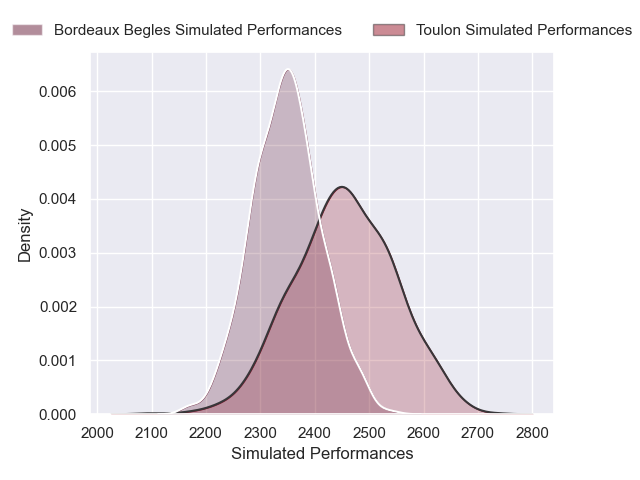 Bordeaux Begles Simulated Performances
Toulon Simulated Performances
0.006
0.005
0.004
0.003
0.002
0.001
0.000
Density
2000 2100 2200 2300 2400 2500 2600 2700 2800
Simulated Performances